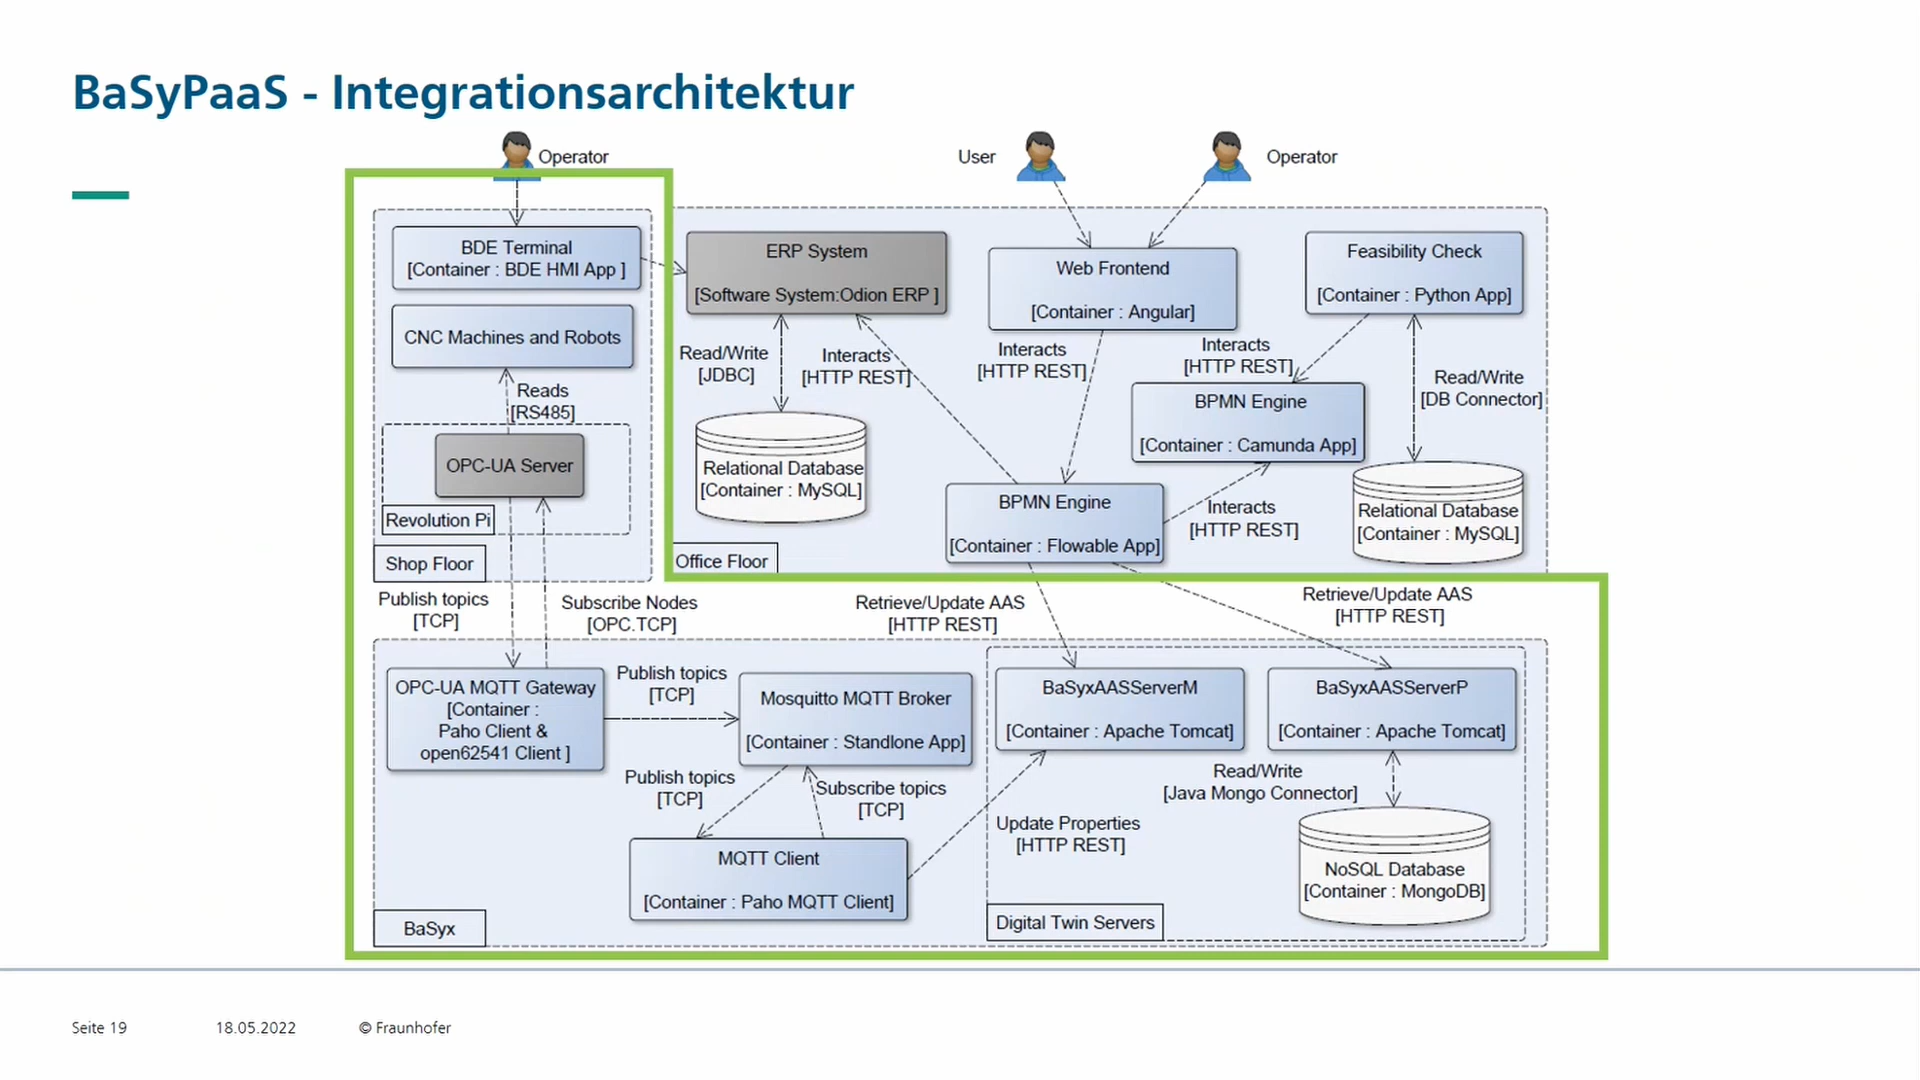 BaSyPaaS - Integrationsarchitektur
Operator
User
Operator
BDE Terminal
[Container : BDE HMI App ]
CNC Machines and Robots
Reads
[RS485]
OPC-UA Server
Revolution Pi
Shop Floor
ERP System
[Software System:Odion ERP ]
Read/Write
[JDBC]
Interacts
[HTTP REST]
Relational Database
[Container : MySQL]
Office Floor
Web Frontend
[Container : Angular]
Interacts
[HTTP REST]
Feasibility Check
[Container : Python App]
Interacts
[HTTP REST]
Read/Write
[DB Connector]
BPMN Engine
[Container : Camunda App]
BPMN Engine
[Container : Flowable App]
Interacts
[HTTP REST]
Relational Database
[Container : MySQL]
Publish topics
[TCP]
Subscribe Nodes
[OPC.TCP]
Retrieve/Update AAS
[HTTP REST]
Retrieve/Update AAS
[HTTP REST]
OPC-UA MQTT Gateway
[Container :
Paho Client &
open62541 Client ]
Publish topics
[TCP]
Mosquitto MQTT Broker
[Container : Standlone App]
Publish topics
[TCP]
Subscribe topics
[TCP]
MQTT Client
[Container : Paho MQTT Client]
BaSyx
BaSyxAASServerM
[Container : Apache Tomcat]
BaSyxAASServerP
[Container : Apache Tomcat]
Read/Write
[Java Mongo Connector]
Update Properties
[HTTP REST]
NoSQL Database
[Container : MongoDB]
Digital Twin Servers
Seite 19
18.05.2022
© Fraunhofer